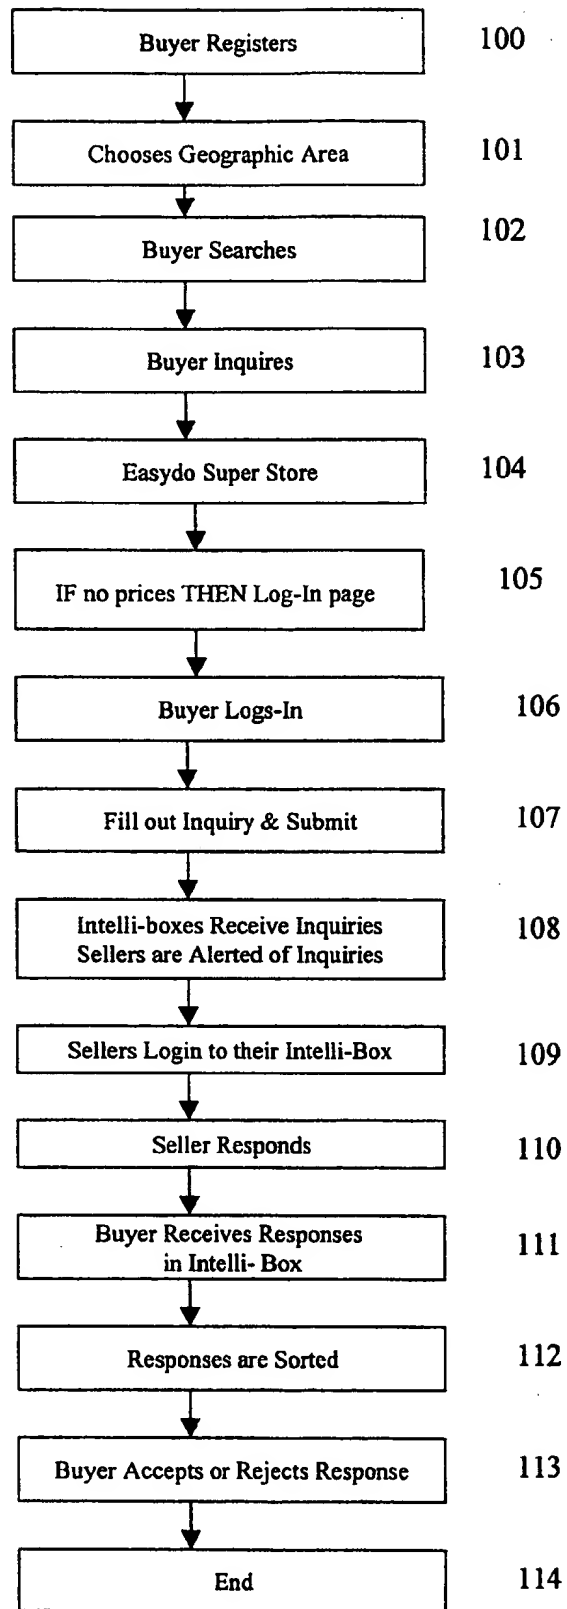 Buyer Registers 100
Chooses Geographic Area 101
Buyer Searches 102
Buyer Inquires 103
Easydo Super Store 104
IF no prices THEN Log-In page 105
Buyer Logs-In 106
Fill out Inquiry & Submit 107
Intelli-boxes Receive Inquiries 108
Sellers are Alerted of Inquiries
Sellers Login to their Intelli-Box 109
Seller Responds 110
Buyer Receives Responses 111
in Intelli- Box
Responses are Sorted 112
Buyer Accepts or Rejects Response 113
End 114